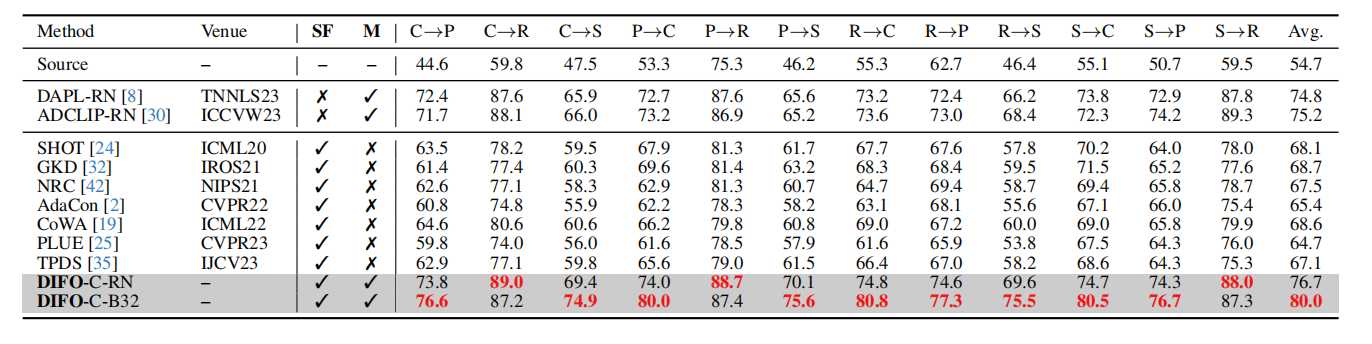 Method Venue SF M C→P C→R C→S P→C P→R P→S R→C R→P R→S S→C S→P S→R Avg.
Source – – – 44.6 59.8 47.5 53.3 75.3 46.2 55.3 62.7 46.4 55.1 50.7 59.5 54.7
DAPL-RN [8] TNNLS23 ✗ ✓ 72.4 87.6 65.9 72.7 87.6 65.6 73.2 72.4 66.2 73.8 72.9 87.8 74.8
ADCLIP-RN [30] ICCVW23 ✗ ✓ 71.7 88.1 66.0 73.2 86.9 65.2 73.6 73.0 68.4 72.3 74.2 89.3 75.2
SHOT [24] ICML20 ✓ ✗ 63.5 78.2 59.5 67.9 81.3 61.7 67.7 67.6 57.8 70.2 64.0 78.0 68.1
GKD [32] IROS21 ✓ ✗ 61.4 77.4 60.3 69.6 81.4 63.2 68.3 68.4 59.5 71.5 65.2 77.6 68.7
NRC [42] NIPS21 ✓ ✗ 62.6 77.1 58.3 62.9 81.3 60.7 64.7 69.4 58.7 69.4 65.8 78.7 67.5
AdaCon [2] CVPR22 ✓ ✗ 60.8 74.8 55.9 62.2 78.3 58.2 63.1 68.1 55.6 67.1 66.0 75.4 65.4
CoWA [19] ICML22 ✓ ✗ 64.6 80.6 60.6 66.2 79.8 60.8 69.0 67.2 60.0 69.0 65.8 79.9 68.6
PLUE [25] CVPR23 ✓ ✗ 59.8 74.0 56.0 61.6 78.5 57.9 61.6 65.9 53.8 67.5 64.3 76.0 64.7
TPDS [35] IJCV23 ✓ ✗ 62.9 77.1 59.8 65.6 79.0 61.5 66.4 67.0 58.2 68.6 64.3 75.3 67.1
DIFO-C-RN – ✓ ✓ 73.8 89.0 69.4 74.0 88.7 70.1 74.8 74.6 69.6 74.7 74.3 88.0 76.7
DIFO-C-B32 – ✓ ✓ 76.6 87.2 74.9 80.0 87.4 75.6 80.8 77.3 75.5 80.5 76.7 87.3 80.0